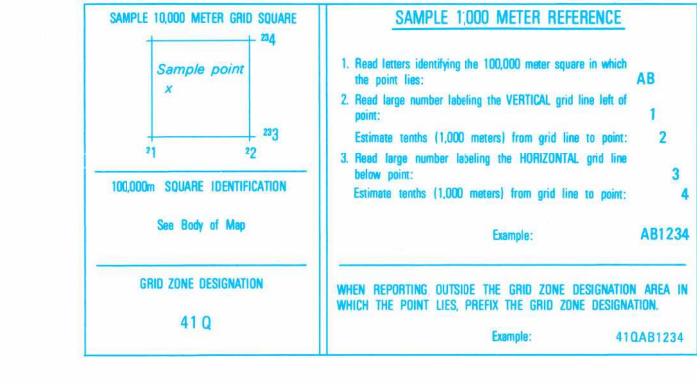 SAMPLE 10,000 METER GRID SQUARE
²³4
Sample point
x
²³3
²1
²2
100,000m SQUARE IDENTIFICATION
See Body of Map
GRID ZONE DESIGNATION
41 Q
SAMPLE 1,000 METER REFERENCE
1. Read letters identifying the 100,000 meter square in which
the point lies: AB
2. Read large number labeling the VERTICAL grid line left of
point: 1
Estimate tenths (1,000 meters) from grid line to point: 2
3. Read large number labeling the HORIZONTAL grid line
below point: 3
Estimate tenths (1,000 meters) from grid line to point: 4
Example: AB1234
WHEN REPORTING OUTSIDE THE GRID ZONE DESIGNATION AREA IN
WHICH THE POINT LIES, PREFIX THE GRID ZONE DESIGNATION.
Example: 41QAB1234